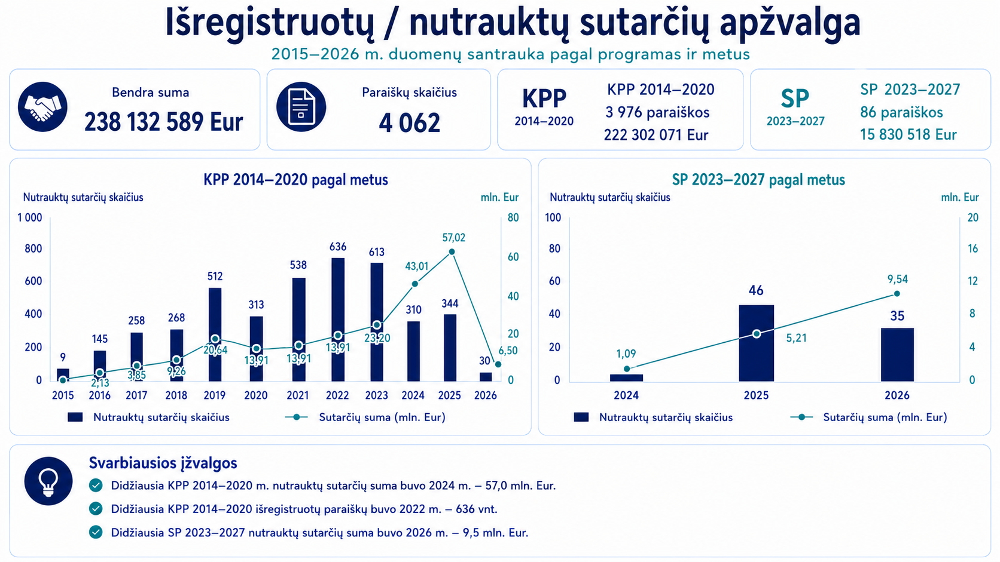 Išregistruotų / nutrauktų sutarčių apžvalga
2015–2026 m. duomenų santrauka pagal programas ir metus
Bendra suma
238 132 589 Eur
Paraiškų skaičius
4 062
KPP
2014–2020
KPP 2014–2020
3 976 paraiškos
222 302 071 Eur
SP
2023–2027
SP 2023–2027
86 paraiškos
15 830 518 Eur
KPP 2014–2020 pagal metus
Nutrauktų sutarčių skaičius
mln. Eur
1 000
800
600
400
200
0
80
60
40
20
0
9
145
258
268
512
313
538
636
613
310
344
30
2,13
3,85
9,26
20,64
13,91
13,91
13,91
23,20
43,01
57,02
6,50
2015 2016 2017 2018 2019 2020 2021 2022 2023 2024 2025 2026
Nutrauktų sutarčių skaičius
Sutarčių suma (mln. Eur)
SP 2023–2027 pagal metus
Nutrauktų sutarčių skaičius
mln. Eur
100
80
60
40
20
0
20
16
12
8
4
0
1,09
46
5,21
9,54
35
2024 2025 2026
Nutrauktų sutarčių skaičius
Sutarčių suma (mln. Eur)
Svarbiausios įžvalgos
Didžiausia KPP 2014–2020 m. nutrauktų sutarčių suma buvo 2024 m. – 57,0 mln. Eur.
Didžiausia KPP 2014–2020 išregistruotų paraiškų buvo 2022 m. – 636 vnt.
Didžiausia SP 2023–2027 nutrauktų sutarčių suma buvo 2026 m. – 9,5 mln. Eur.